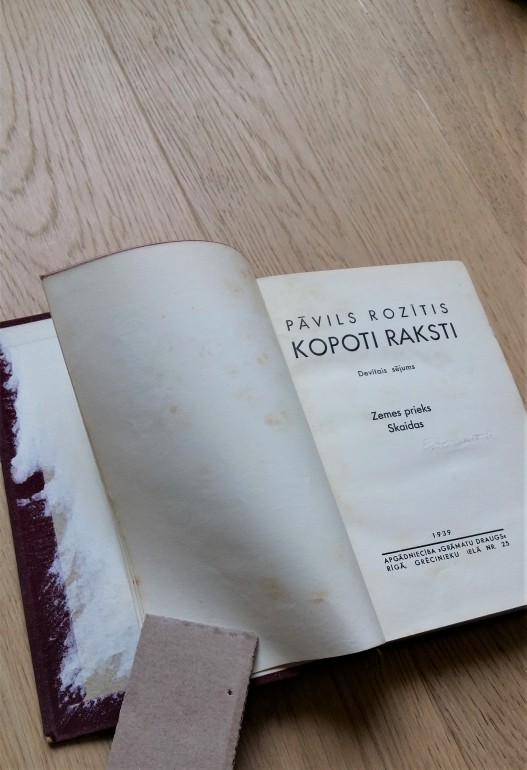 PĀVILS ROZĪTIS
KOPOTI RAKSTI
Devītais sējums
Zemes prieks
Skaidas
1939
APGĀDNIECĪBA »GRĀMATU DRAUGS«
RĪGĀ, GRĒCINIEKU IELĀ NR. 25